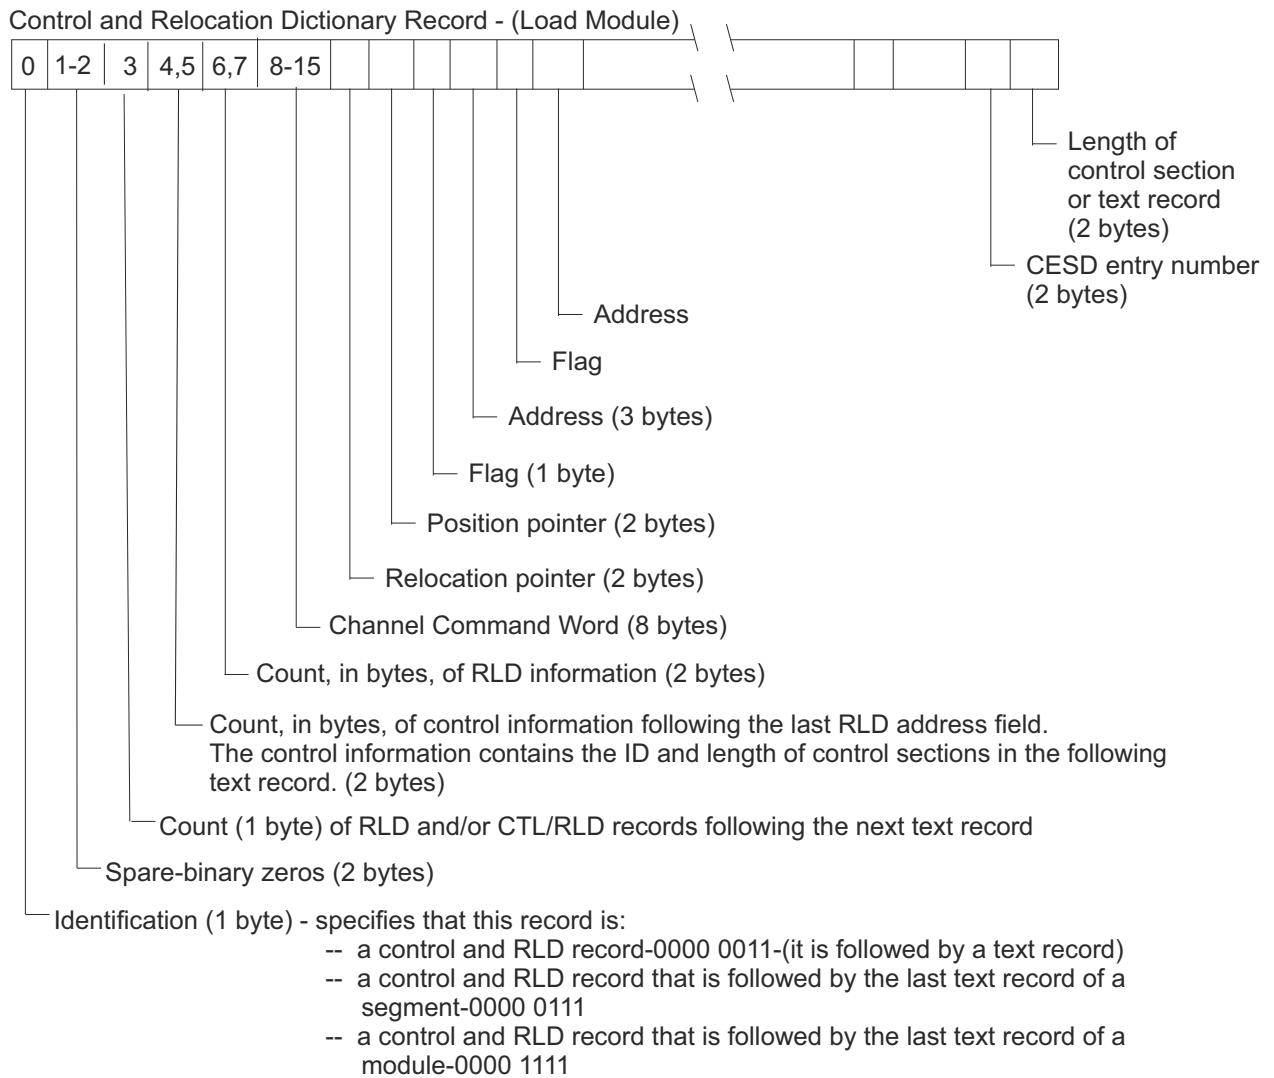 Control and Relocation Dictionary Record - (Load Module)
0 1-2 3 4,5 6,7 8-15
Length of
control section
or text record
(2 bytes)
CESD entry number
(2 bytes)
Address
Flag
Address (3 bytes)
Flag (1 byte)
Position pointer (2 bytes)
Relocation pointer (2 bytes)
Channel Command Word (8 bytes)
Count, in bytes, of RLD information (2 bytes)
Count, in bytes, of control information following the last RLD address field.
The control information contains the ID and length of control sections in the following
text record. (2 bytes)
Count (1 byte) of RLD and/or CTL/RLD records following the next text record
Spare-binary zeros (2 bytes)
Identification (1 byte) - specifies that this record is:
-- a control and RLD record-0000 0011-(it is followed by a text record)
-- a control and RLD record that is followed by the last text record of a
segment-0000 0111
-- a control and RLD record that is followed by the last text record of a
module-0000 1111